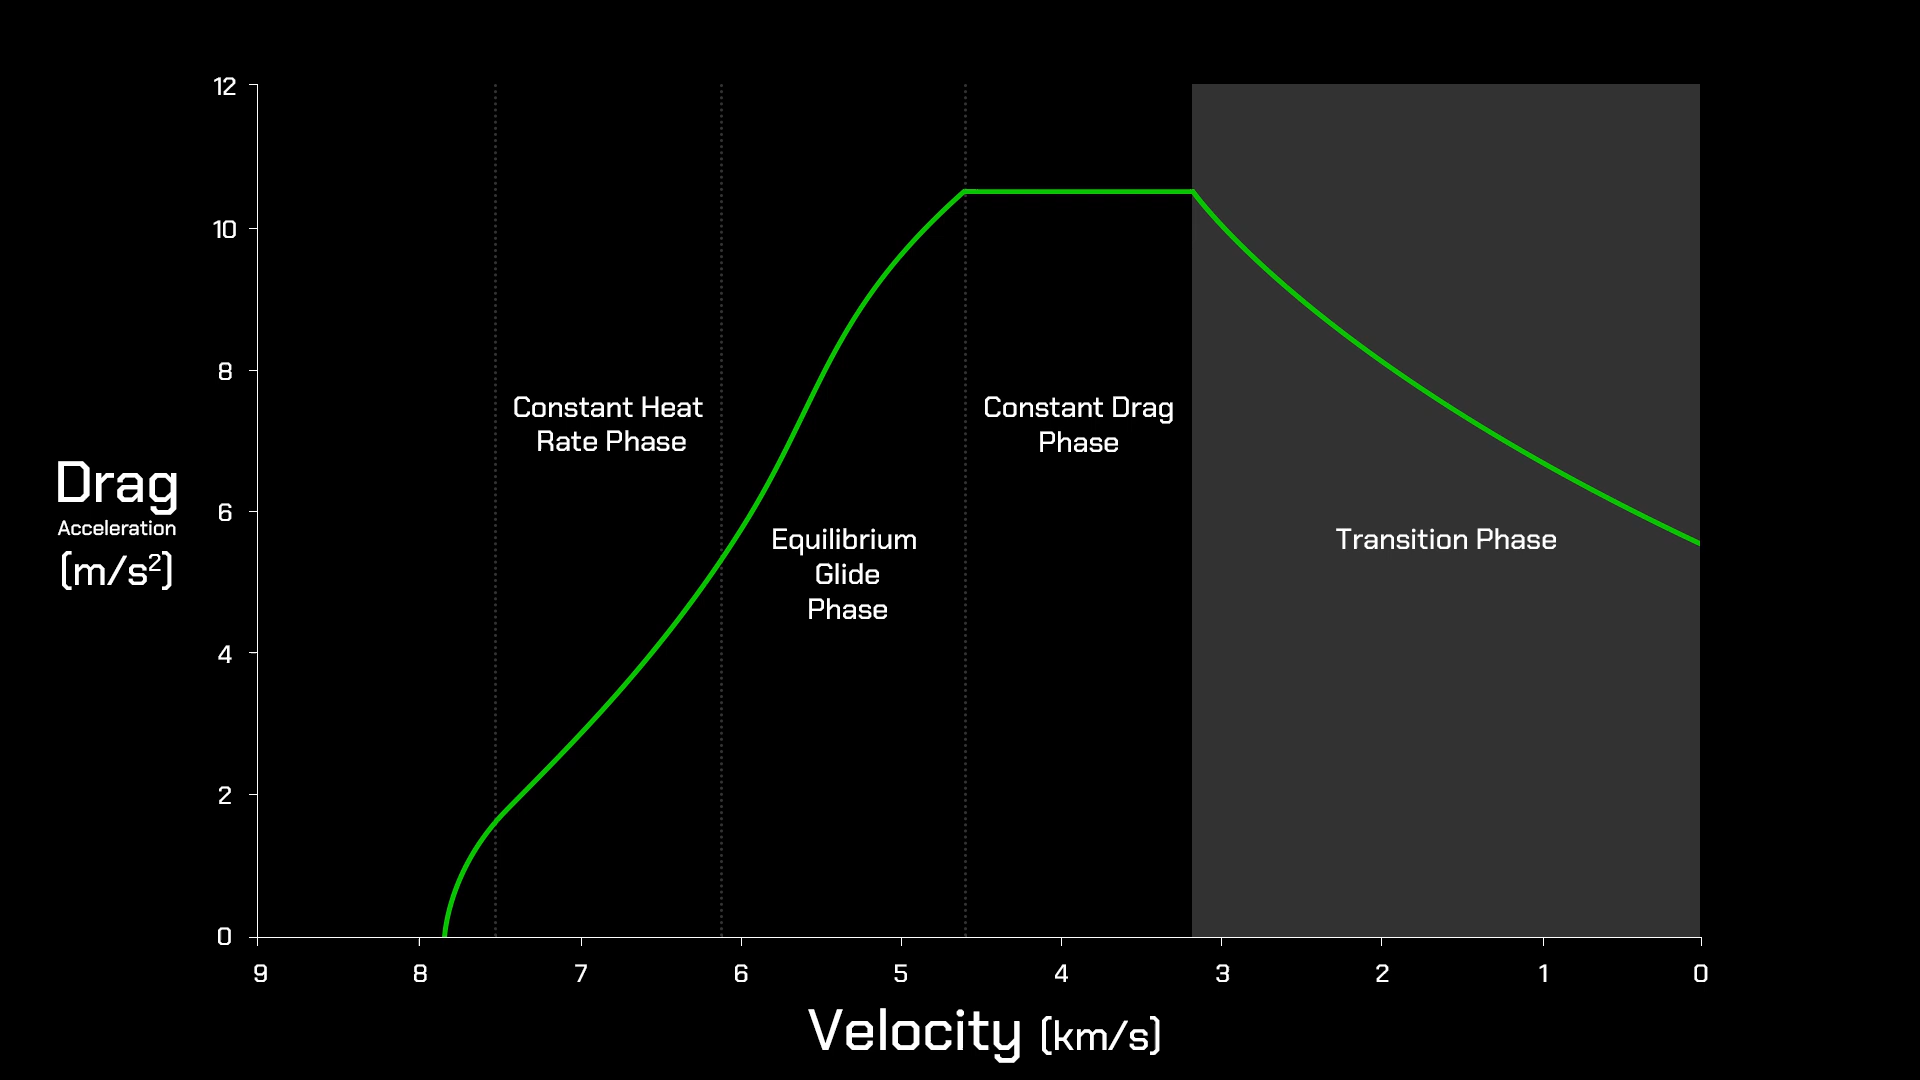 12
10
8
6
4
2
0
Drag
Acceleration
(m/s²)
Constant Heat
Rate Phase
Equilibrium
Glide
Phase
Constant Drag
Phase
Transition Phase
9 8 7 6 5 4 3 2 1 0
Velocity (km/s)